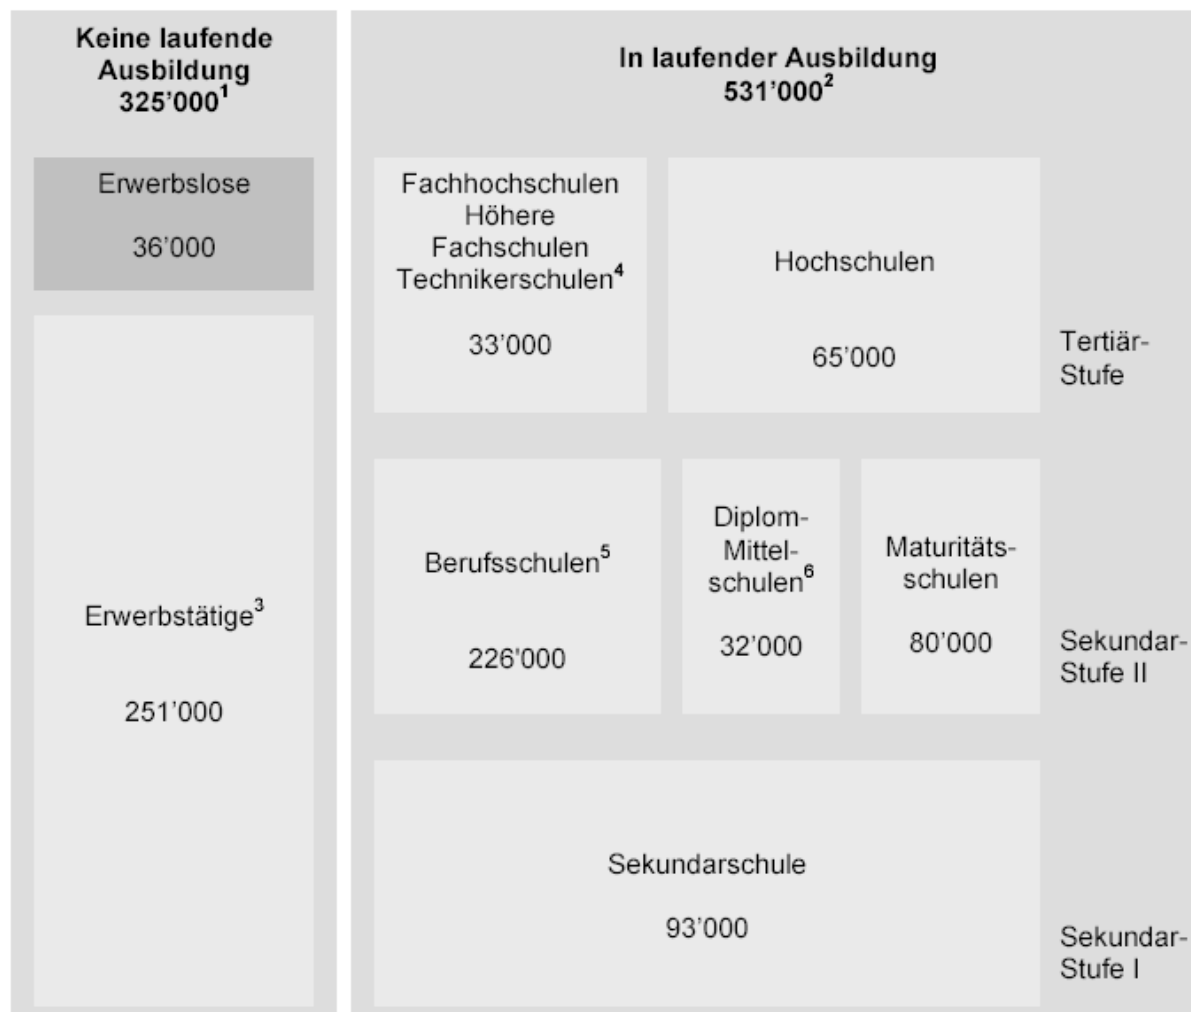 Keine laufende
Ausbildung
325'000¹
In laufender Ausbildung
531'000²
Erwerbslose
36'000
Erwerbstätige³
251'000
Fachhochschulen
Höhere
Fachschulen
Technikerschulen⁴
33'000
Hochschulen
65'000
Tertiär-
Stufe
Berufsschulen⁵
226'000
Diplom-
Mittel-
schulen⁶
32'000
Maturitäts-
schulen
80'000
Sekundar-
Stufe II
Sekundarschule
93'000
Sekundar-
Stufe I